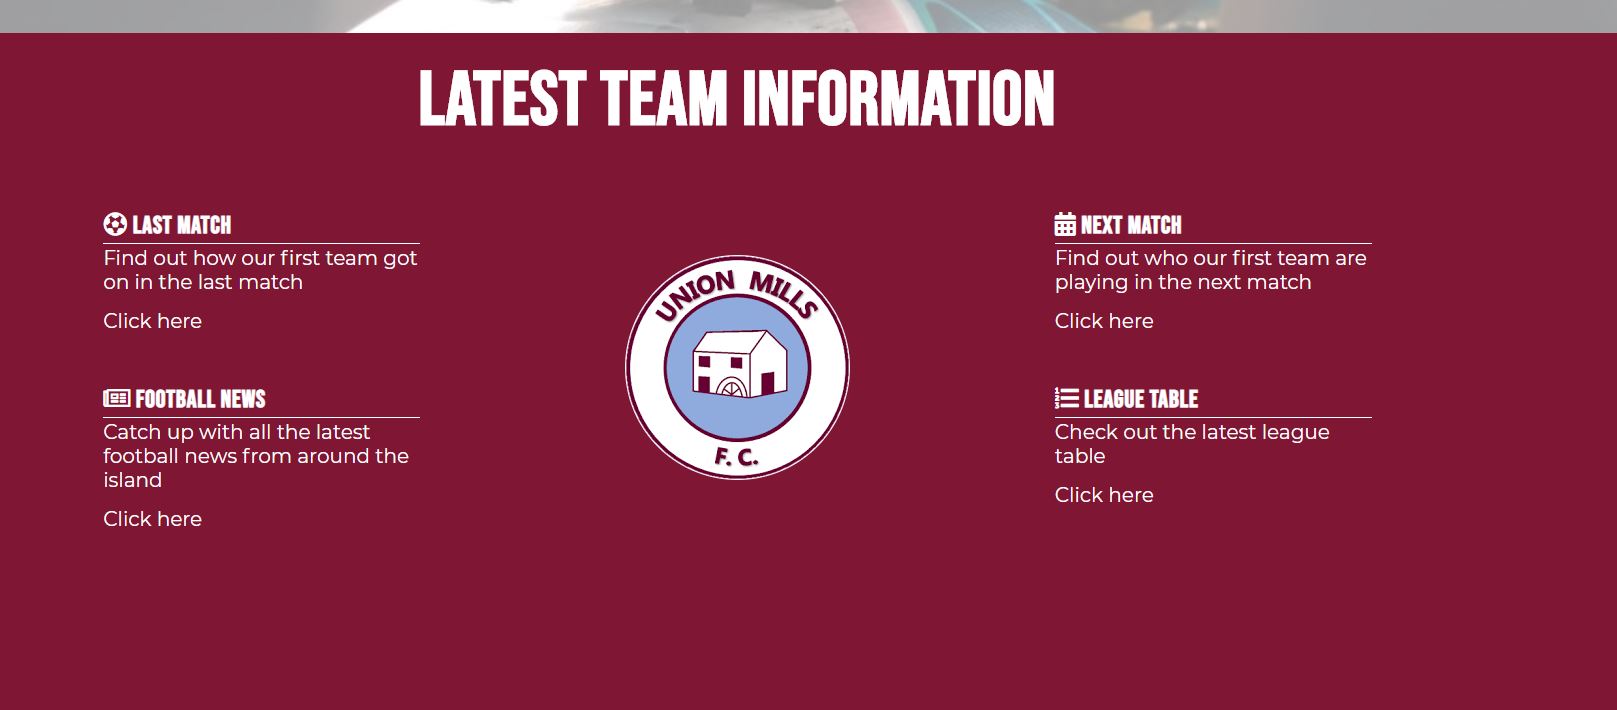 LATEST TEAM INFORMATION
LAST MATCH
Find out how our first team got
on in the last match
Click here
FOOTBALL NEWS
Catch up with all the latest
football news from around the
island
Click here
UNION MILLS
F. C.
NEXT MATCH
Find out who our first team are
playing in the next match
Click here
LEAGUE TABLE
Check out the latest league
table
Click here